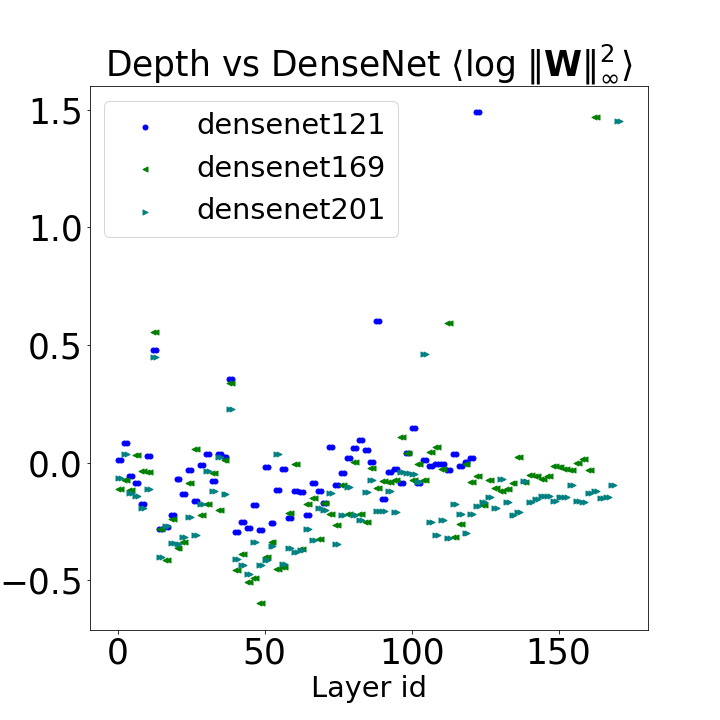 Depth vs DenseNet ⟨log ‖W‖²∞⟩
densenet121
densenet169
densenet201
1.5
1.0
0.5
0.0
−0.5
0 50 100 150
Layer id